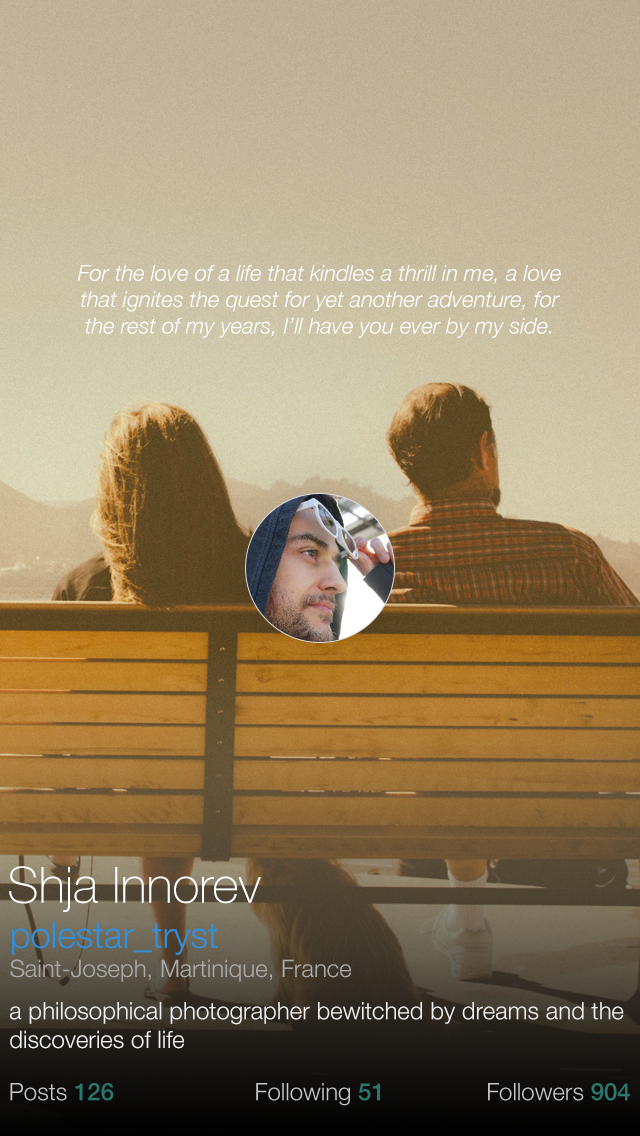 For the love of a life that kindles a thrill in me, a love
that ignites the quest for yet another adventure, for
the rest of my years, I'll have you ever by my side.
Shja Innorev
polestar_tryst
Saint-Joseph, Martinique, France
a philosophical photographer bewitched by dreams and the
discoveries of life
Posts 126 Following 51 Followers 904